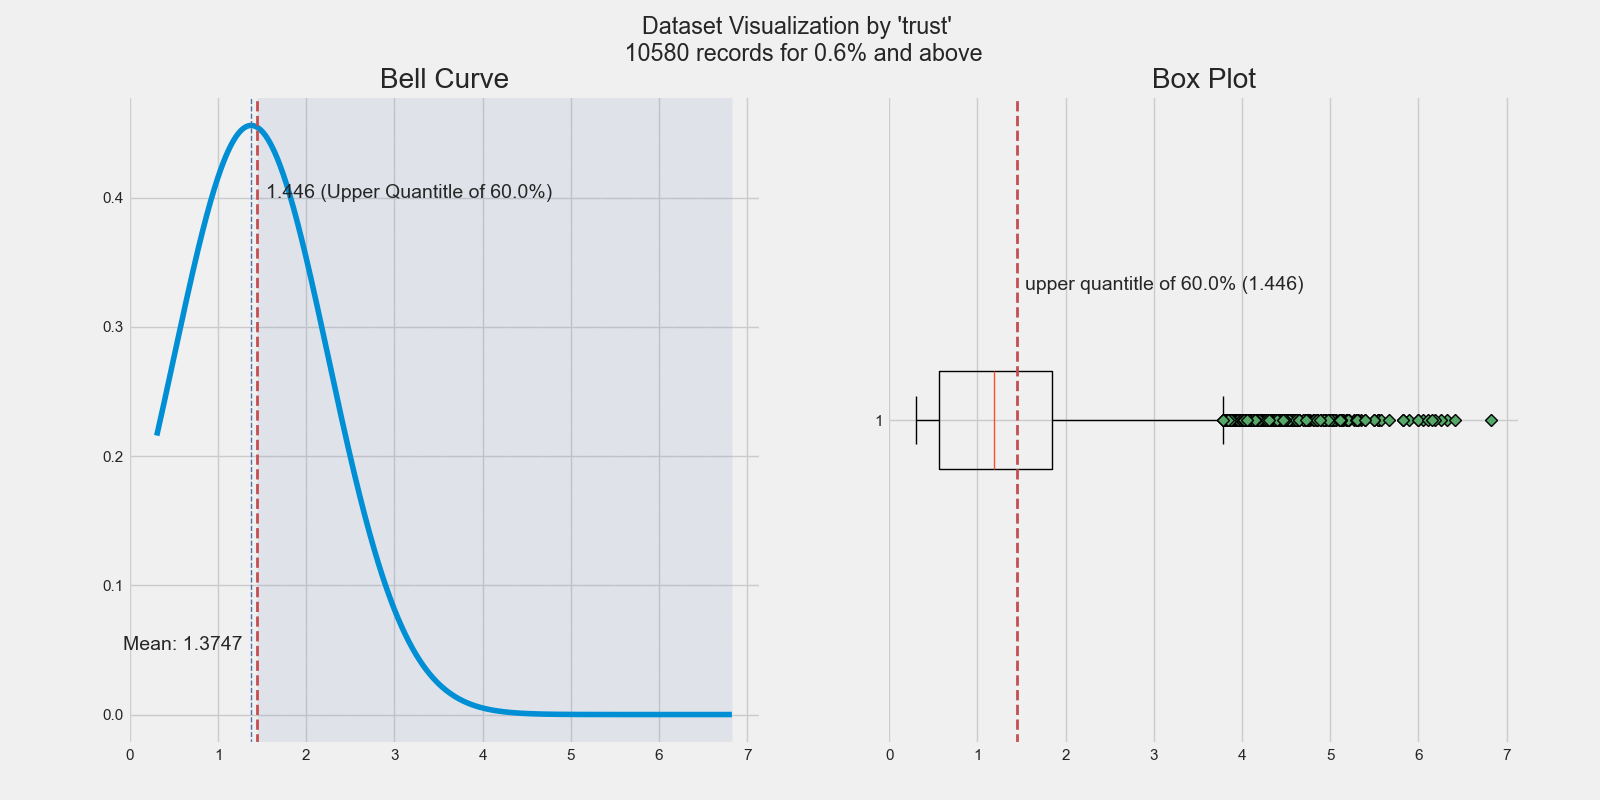 Dataset Visualization by 'trust'
10580 records for 0.6% and above
Bell Curve
0.4
0.3
0.2
0.1
0.0
1.446 (Upper Quantitle of 60.0%)
Mean: 1.3747
0 1 2 3 4 5 6 7
Box Plot
upper quantitle of 60.0% (1.446)
1
0 1 2 3 4 5 6 7